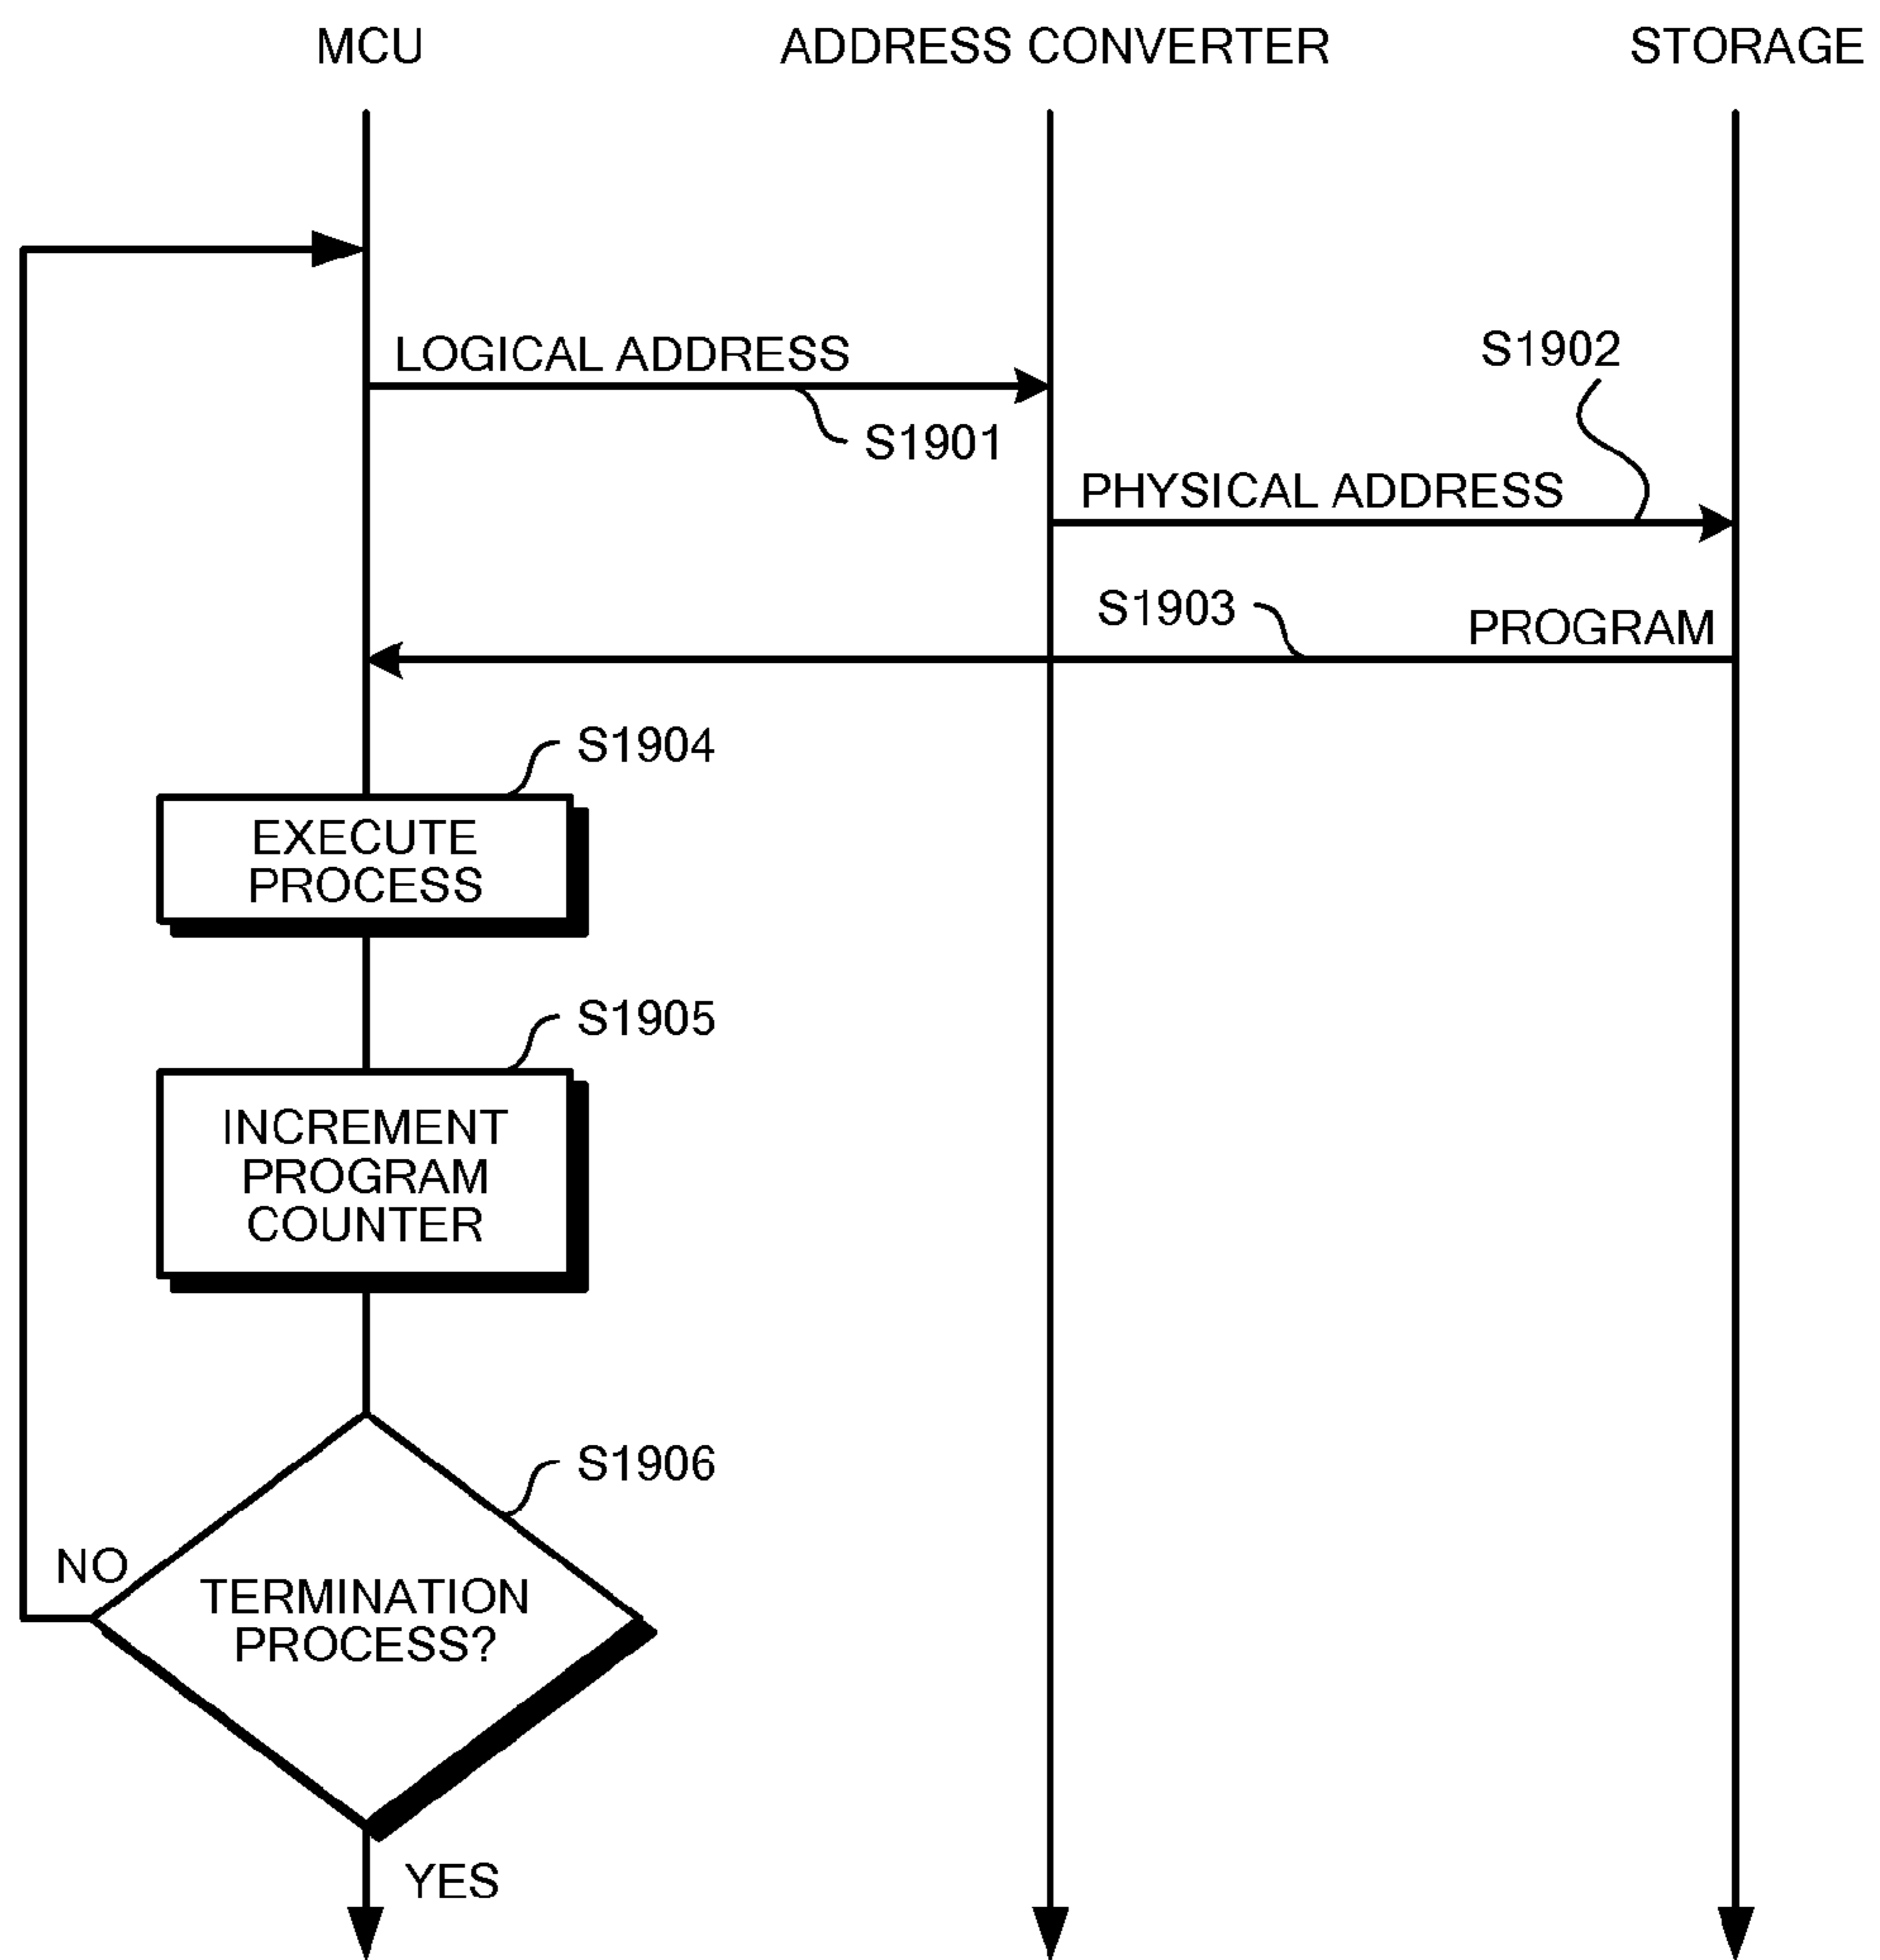 MCU
ADDRESS CONVERTER
STORAGE
LOGICAL ADDRESS
S1901
S1902
PHYSICAL ADDRESS
S1903
PROGRAM
S1904
EXECUTE
PROCESS
S1905
INCREMENT
PROGRAM
COUNTER
S1906
NO
TERMINATION
PROCESS?
YES